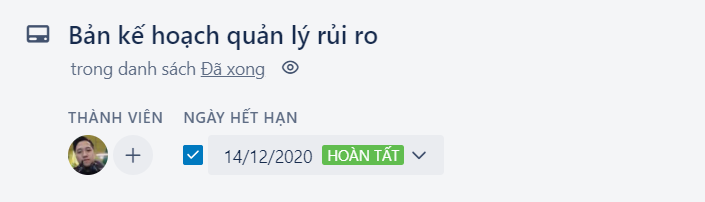 Bản kế hoạch quản lý rủi ro
trong danh sách Đã xong
THÀNH VIÊN NGÀY HẾT HẠN
14/12/2020 HOÀN TẤT